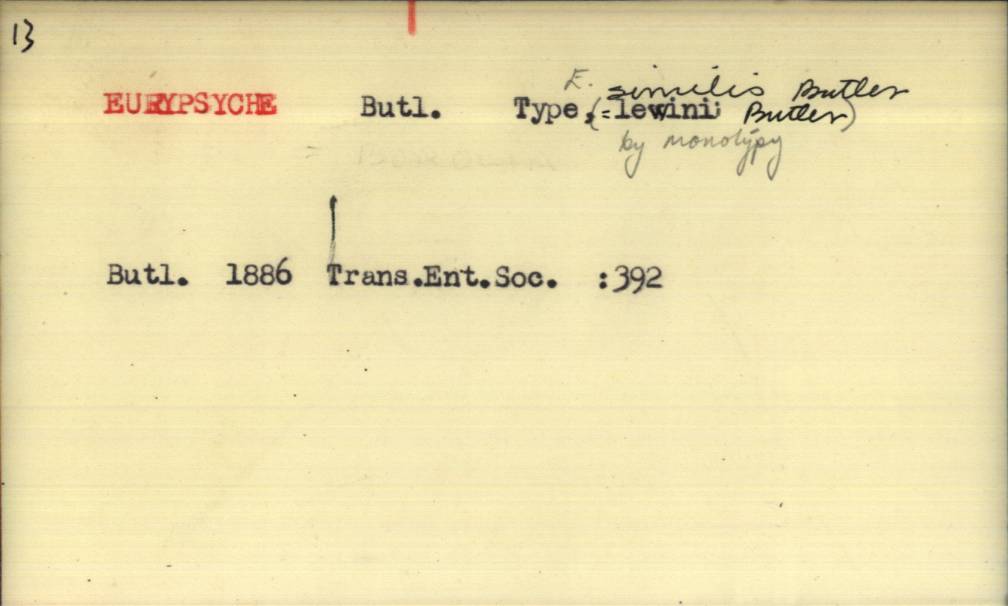 13
EURYPSYCHE Butl. Type, E. similis Butler
(=lewini Butler)
by monotypy
Butl. 1886 Trans.Ent.Soc. :392